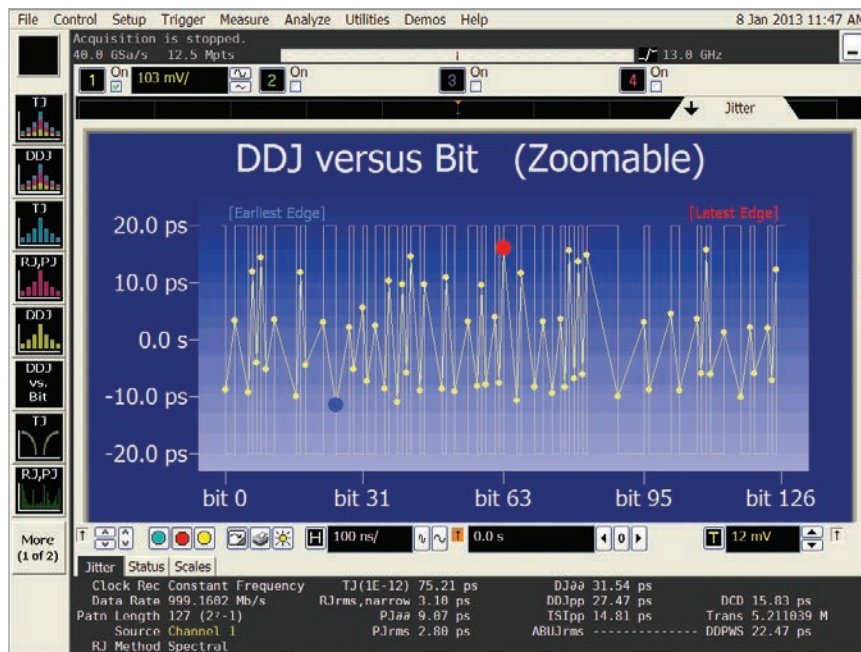 File Control Setup Trigger Measure Analyze Utilities Demos Help 8 Jan 2013 11:47 AM
Acquisition is stopped.
40.0 GSa/s 12.5 Mpts 13.0 GHz
1 On 103 mV/ 2 On 3 On 4 On
Jitter
TJ
DDJ
TJ
RJ,PJ
DDJ
DDJ
vs.
Bit
TJ
RJ,PJ
More
(1 of 2)
DDJ versus Bit (Zoomable)
[Earliest Edge] [Latest Edge]
20.0 ps
10.0 ps
0.0 s
-10.0 ps
-20.0 ps
bit 0 bit 31 bit 63 bit 95 bit 126
H 100 ns/ 0.0 s 0 T 12 mV
Jitter Status Scales
Clock Rec Constant Frequency TJ(1E-12) 75.21 ps DJ∂∂ 31.54 ps
Data Rate 999.1602 Mb/s RJrms,narrow 3.10 ps DDJpp 27.47 ps DCD 15.83 ps
Patn Length 127 (2⁷-1) PJ∂∂ 9.07 ps ISIpp 14.81 ps Trans 5.211039 M
Source Channel 1 PJrms 2.80 ps ABUJrms -------------- DDPWS 22.47 ps
RJ Method Spectral